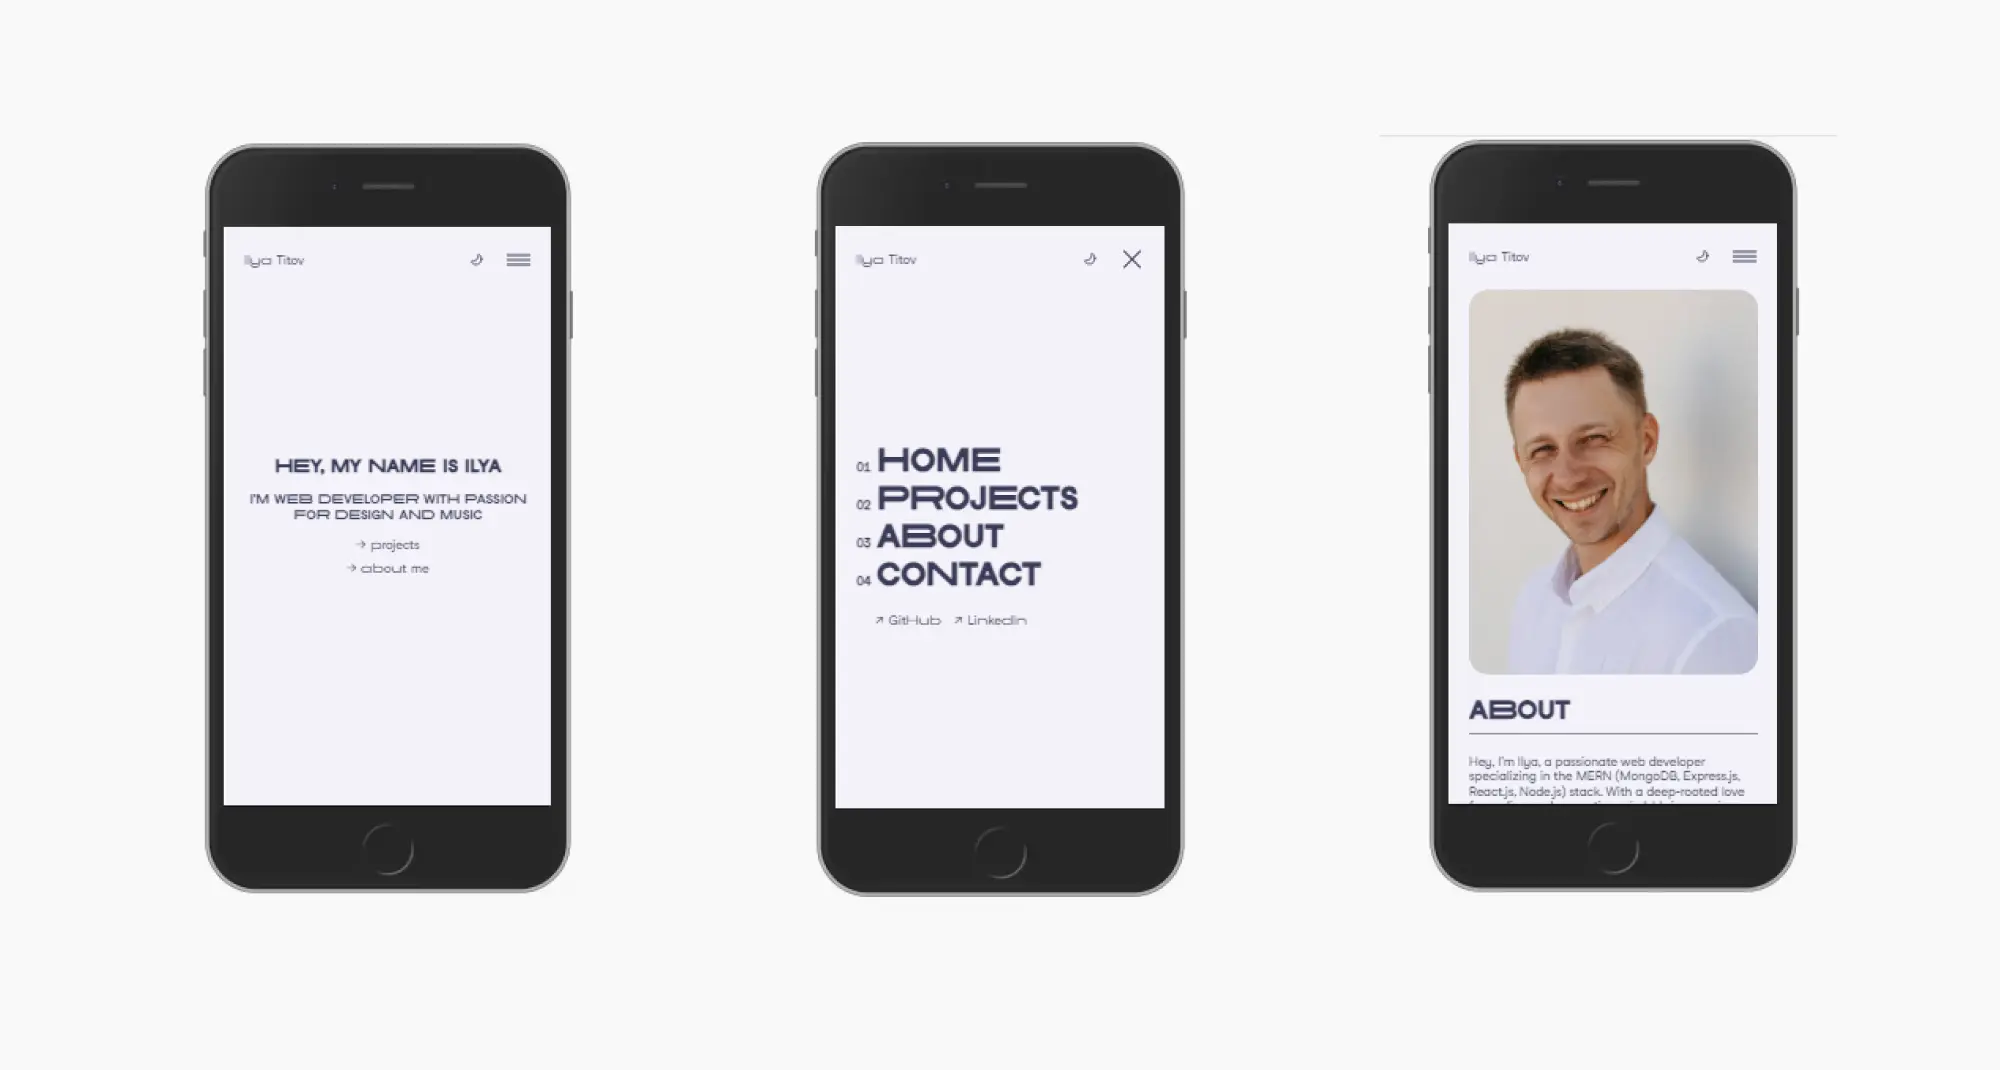 Ilya Titov
HEY, MY NAME IS ILYA
I'M WEB DEVELOPER WITH PASSION
FOR DESIGN AND MUSIC
→ projects
→ about me
Ilya Titov
01 HOME
02 PROJECTS
03 ABOUT
04 CONTACT
↗ GitHub ↗ LinkedIn
Ilya Titov
ABOUT
Hey, I'm Ilya, a passionate web developer
specializing in the MERN (MongoDB, Express.js,
React.js, Node.js) stack. With a deep-rooted love